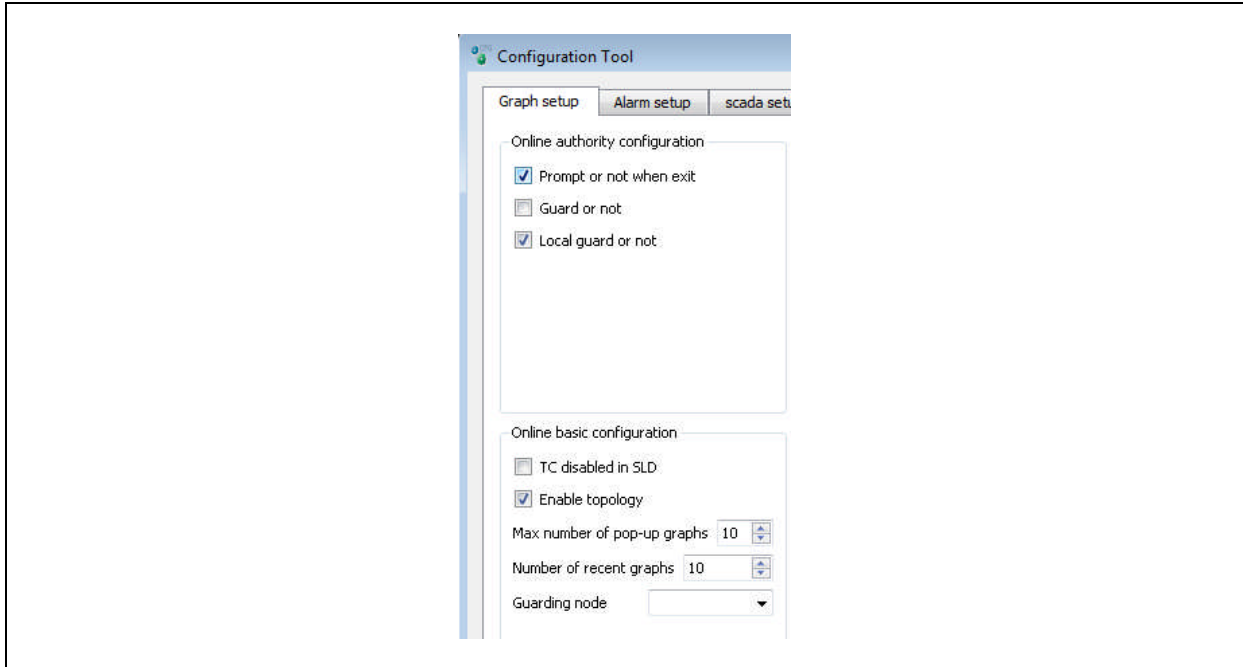 Configuration Tool
Graph setup Alarm setup scada setu
Online authority configuration
Prompt or not when exit
Guard or not
Local guard or not
Online basic configuration
TC disabled in SLD
Enable topology
Max number of pop-up graphs 10
Number of recent graphs 10
Guarding node